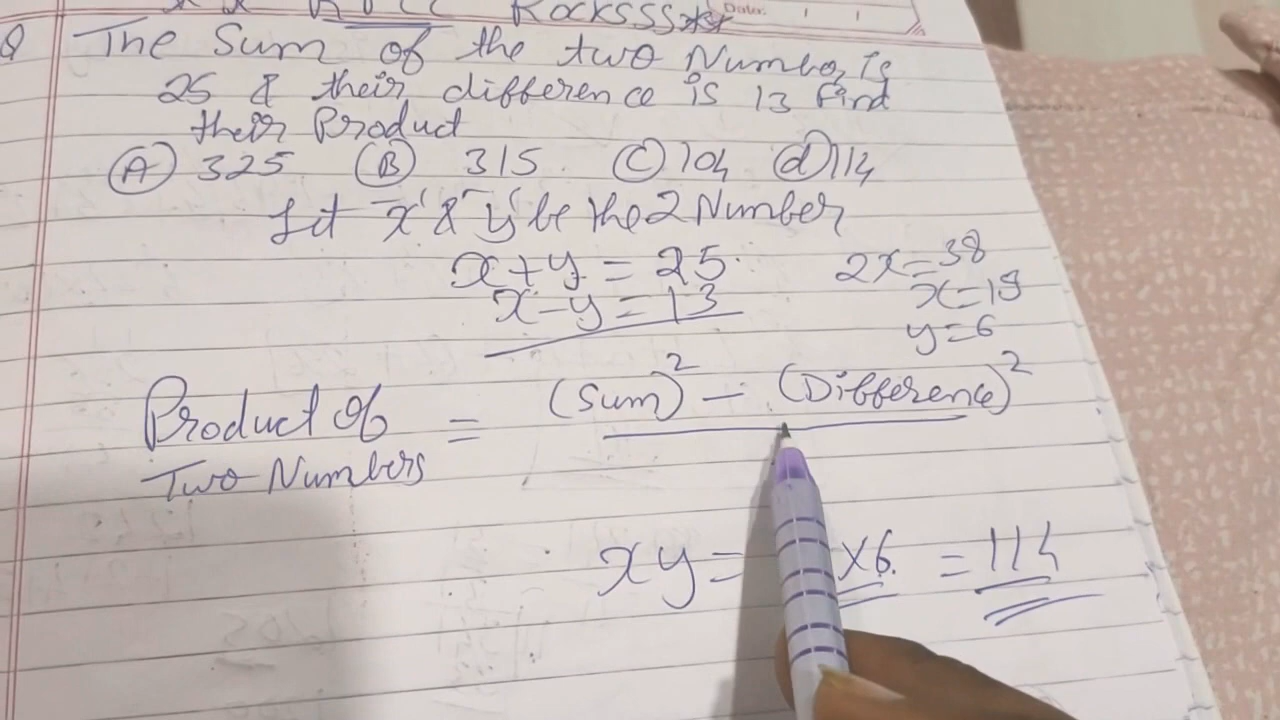 Rocksss
Date:
Q The Sum of the two Number is
25 & their difference is 13 Find
their Product
(A) 325 (B) 315 (C) 104 (d) 114
Let 'x' & 'y' be the 2 Number
x+y = 25
2x=38
x-y = 13
x=19
y=6
Product of = (Sum)² - (Difference)²
Two Numbers
xy = x6 = 114